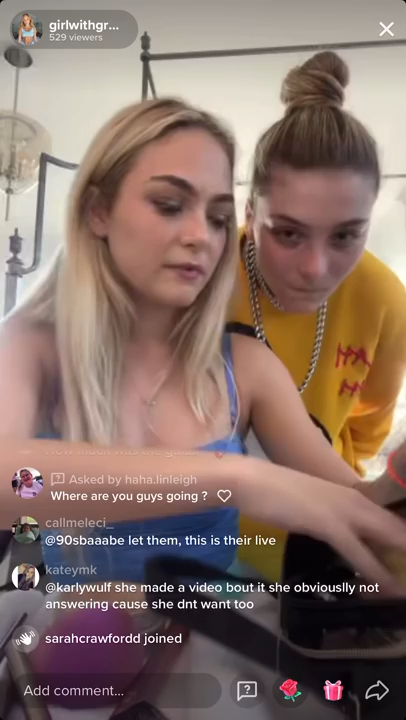 girlwithgr...
529 viewers
Asked by haha.linleigh
Where are you guys going ?
callmeleci_
@90sbaaabe let them, this is their live
kateymk
@karlywulf she made a video bout it she obviouslly not
answering cause she dnt want too
sarahcrawfordd joined
Add comment...